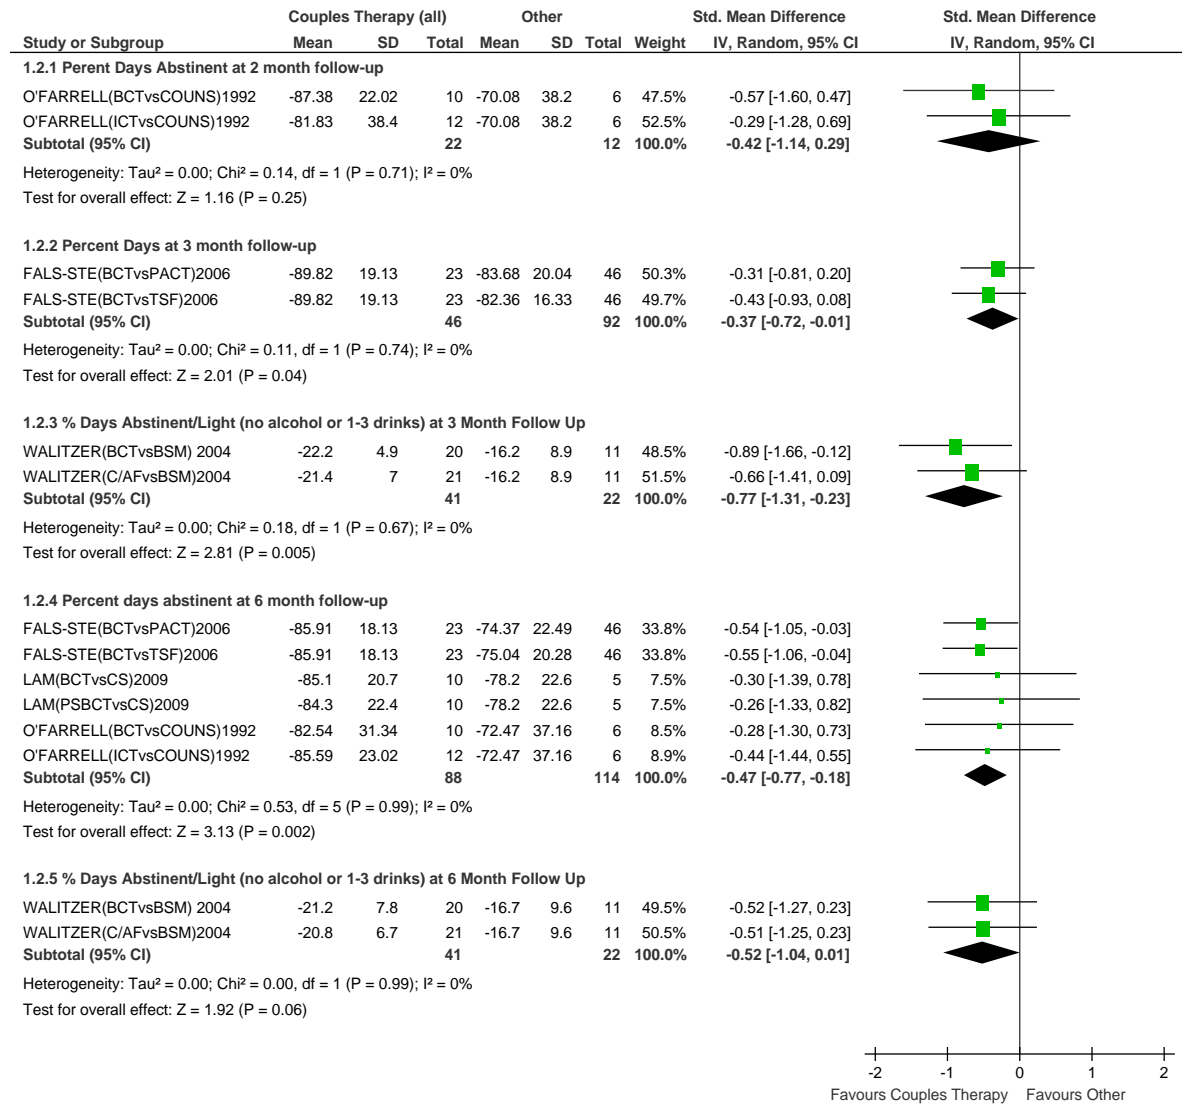 Couples Therapy (all) Other Std. Mean Difference Std. Mean Difference
Study or Subgroup Mean SD Total Mean SD Total Weight IV, Random, 95% CI IV, Random, 95% CI
1.2.1 Perent Days Abstinent at 2 month follow-up
O'FARRELL(BCTvsCOUNS)1992 -87.38 22.02 10 -70.08 38.2 6 47.5% -0.57 [-1.60, 0.47]
O'FARRELL(ICTvsCOUNS)1992 -81.83 38.4 12 -70.08 38.2 6 52.5% -0.29 [-1.28, 0.69]
Subtotal (95% CI) 22 12 100.0% -0.42 [-1.14, 0.29]
Heterogeneity: Tau² = 0.00; Chi² = 0.14, df = 1 (P = 0.71); I² = 0%
Test for overall effect: Z = 1.16 (P = 0.25)
1.2.2 Percent Days at 3 month follow-up
FALS-STE(BCTvsPACT)2006 -89.82 19.13 23 -83.68 20.04 46 50.3% -0.31 [-0.81, 0.20]
FALS-STE(BCTvsTSF)2006 -89.82 19.13 23 -82.36 16.33 46 49.7% -0.43 [-0.93, 0.08]
Subtotal (95% CI) 46 92 100.0% -0.37 [-0.72, -0.01]
Heterogeneity: Tau² = 0.00; Chi² = 0.11, df = 1 (P = 0.74); I² = 0%
Test for overall effect: Z = 2.01 (P = 0.04)
1.2.3 % Days Abstinent/Light (no alcohol or 1-3 drinks) at 3 Month Follow Up
WALITZER(BCTvsBSM) 2004 -22.2 4.9 20 -16.2 8.9 11 48.5% -0.89 [-1.66, -0.12]
WALITZER(C/AFvsBSM)2004 -21.4 7 21 -16.2 8.9 11 51.5% -0.66 [-1.41, 0.09]
Subtotal (95% CI) 41 22 100.0% -0.77 [-1.31, -0.23]
Heterogeneity: Tau² = 0.00; Chi² = 0.18, df = 1 (P = 0.67); I² = 0%
Test for overall effect: Z = 2.81 (P = 0.005)
1.2.4 Percent days abstinent at 6 month follow-up
FALS-STE(BCTvsPACT)2006 -85.91 18.13 23 -74.37 22.49 46 33.8% -0.54 [-1.05, -0.03]
FALS-STE(BCTvsTSF)2006 -85.91 18.13 23 -75.04 20.28 46 33.8% -0.55 [-1.06, -0.04]
LAM(BCTvsCS)2009 -85.1 20.7 10 -78.2 22.6 5 7.5% -0.30 [-1.39, 0.78]
LAM(PSBCTvsCS)2009 -84.3 22.4 10 -78.2 22.6 5 7.5% -0.26 [-1.33, 0.82]
O'FARRELL(BCTvsCOUNS)1992 -82.54 31.34 10 -72.47 37.16 6 8.5% -0.28 [-1.30, 0.73]
O'FARRELL(ICTvsCOUNS)1992 -85.59 23.02 12 -72.47 37.16 6 8.9% -0.44 [-1.44, 0.55]
Subtotal (95% CI) 88 114 100.0% -0.47 [-0.77, -0.18]
Heterogeneity: Tau² = 0.00; Chi² = 0.53, df = 5 (P = 0.99); I² = 0%
Test for overall effect: Z = 3.13 (P = 0.002)
1.2.5 % Days Abstinent/Light (no alcohol or 1-3 drinks) at 6 Month Follow Up
WALITZER(BCTvsBSM) 2004 -21.2 7.8 20 -16.7 9.6 11 49.5% -0.52 [-1.27, 0.23]
WALITZER(C/AFvsBSM)2004 -20.8 6.7 21 -16.7 9.6 11 50.5% -0.51 [-1.25, 0.23]
Subtotal (95% CI) 41 22 100.0% -0.52 [-1.04, 0.01]
Heterogeneity: Tau² = 0.00; Chi² = 0.00, df = 1 (P = 0.99); I² = 0%
Test for overall effect: Z = 1.92 (P = 0.06)
-2 -1 0 1 2
Favours Couples Therapy Favours Other